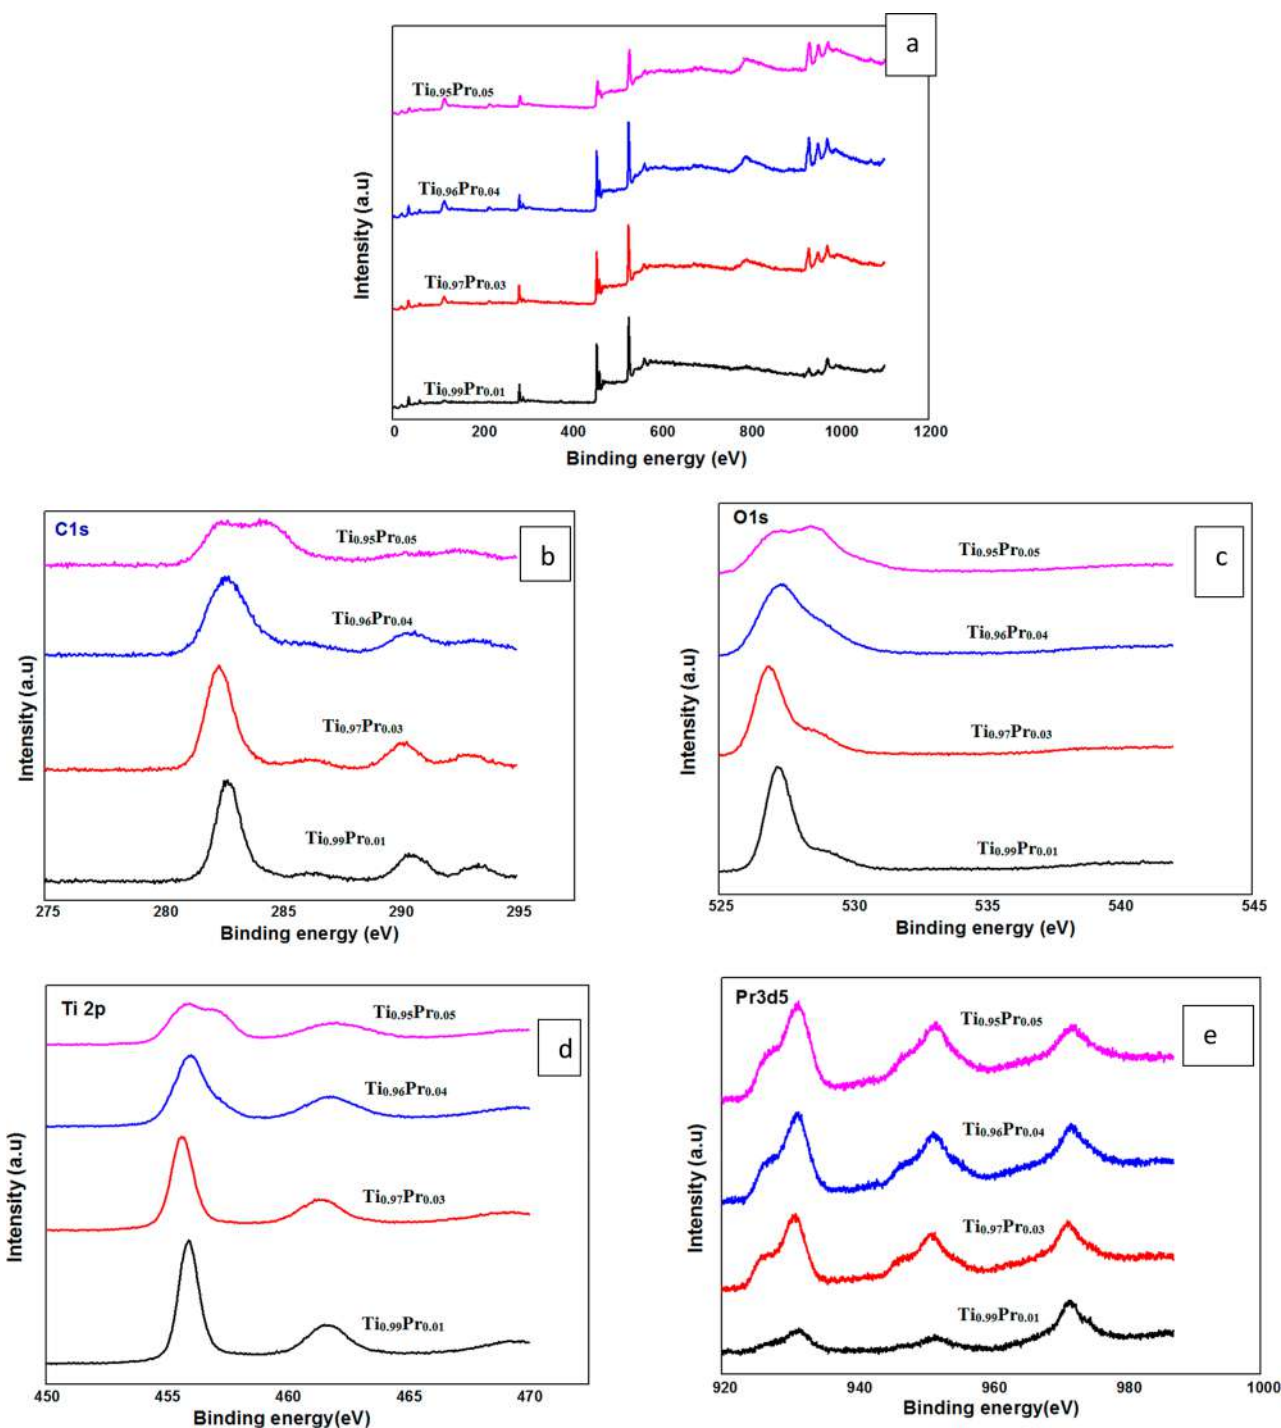 a
Ti0.95Pr0.05
Ti0.96Pr0.04
Ti0.97Pr0.03
Ti0.99Pr0.01
Intensity (a.u)
0 200 400 600 800 1000 1200
Binding energy (eV)
C1s
b
Ti0.95Pr0.05
Ti0.96Pr0.04
Ti0.97Pr0.03
Ti0.99Pr0.01
Intensity (a.u)
275 280 285 290 295
Binding energy (eV)
O1s
c
Ti0.95Pr0.05
Ti0.96Pr0.04
Ti0.97Pr0.03
Ti0.99Pr0.01
Intensity (a.u)
525 530 535 540 545
Binding energy (eV)
Ti 2p
d
Ti0.95Pr0.05
Ti0.96Pr0.04
Ti0.97Pr0.03
Ti0.99Pr0.01
Intensity (a.u)
450 455 460 465 470
Binding energy(eV)
Pr3d5
e
Ti0.95Pr0.05
Ti0.96Pr0.04
Ti0.97Pr0.03
Ti0.99Pr0.01
Intensity (a.u)
920 940 960 980 1000
Binding energy(eV)